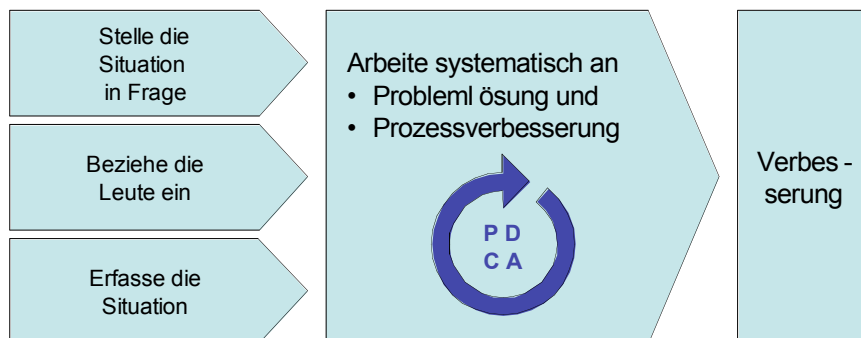 Stelle die
Situation
in Frage
Beziehe die
Leute ein
Erfasse die
Situation
Arbeite systematisch an
• Probleml ösung und
• Prozessverbesserung
P D
C A
Verbes -
serung